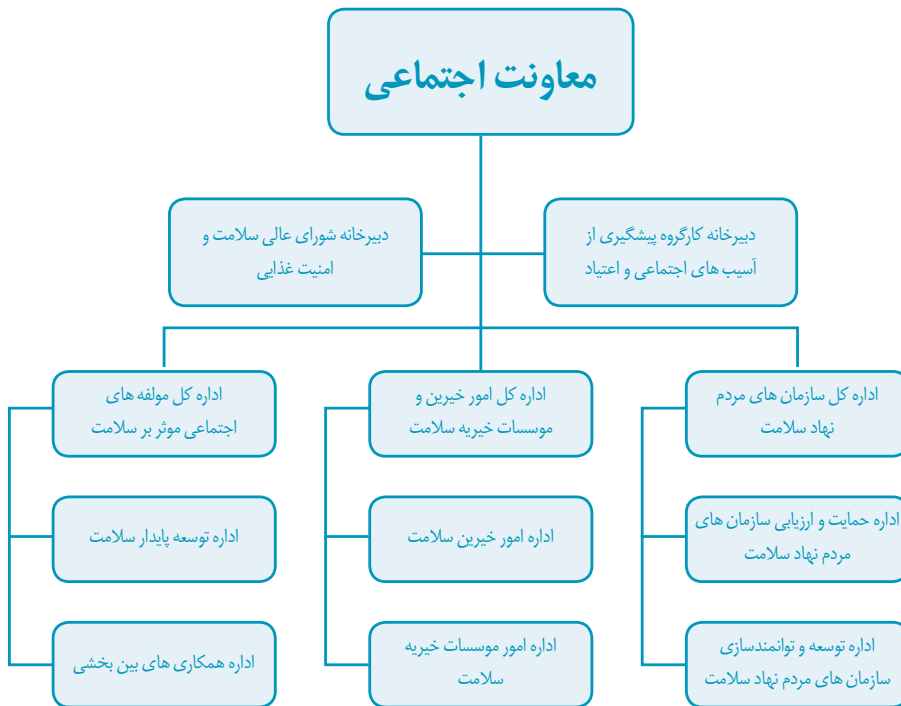 معاونت اجتماعی
دبیرخانه کارگروه پیشگیری از
آسیب های اجتماعی و اعتیاد
دبیرخانه شورای عالی سلامت و
امنیت غذایی
اداره کل سازمان های مردم
نهاد سلامت
اداره کل امور خیرین و
موسسات خیریه سلامت
اداره کل مولفه های
اجتماعی موثر بر سلامت
اداره حمایت و ارزیابی سازمان های
مردم نهاد سلامت
اداره امور خیرین سلامت
اداره توسعه پایدار سلامت
اداره توسعه و توانمندسازی
سازمان های مردم نهاد سلامت
اداره امور موسسات خیریه
سلامت
اداره همکاری های بین بخشی